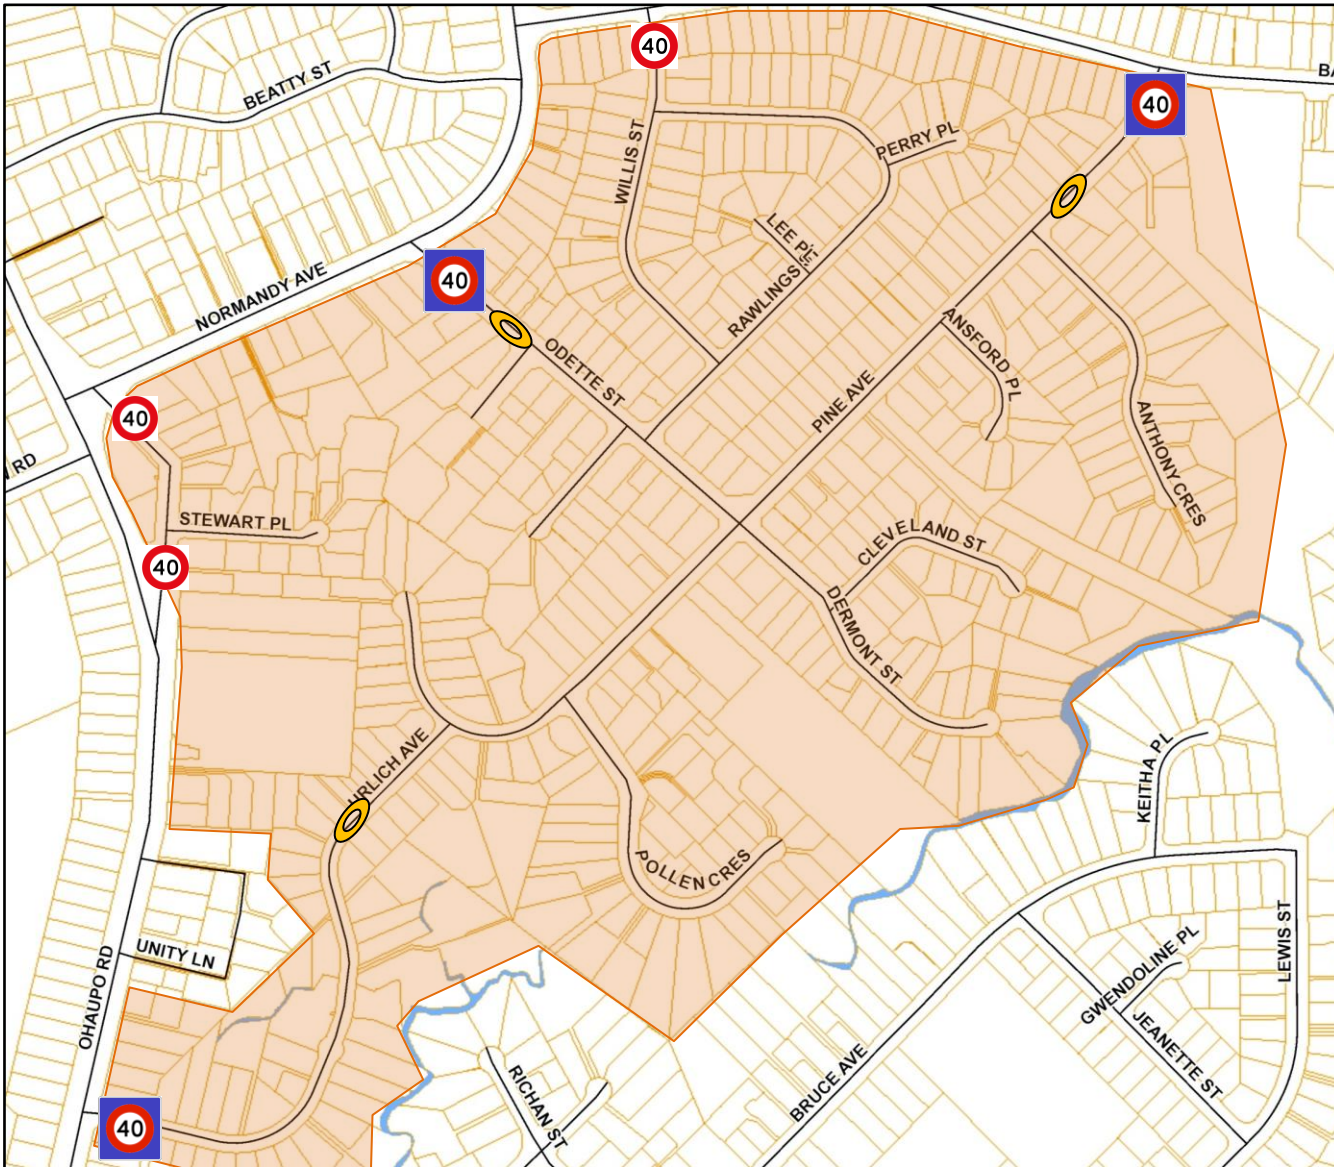 40
BA
BEATTY ST
40
WILLIS ST
PERRY PL
LEE PL
NORMANDY AVE
40
RAWLINGS
ODETTE ST
ANSFORD PL
PINE AVE
40
ANTHONY CRES
RD
STEWART PL
CLEVELAND ST
40
DERMONT ST
URLICH AVE
KEITHA PL
POLLEN CRES
UNITY LN
OHAUPO RD
LEWIS ST
GWENDOLINE PL
JEANETTE ST
BRUCE AVE
RICHAN ST
40